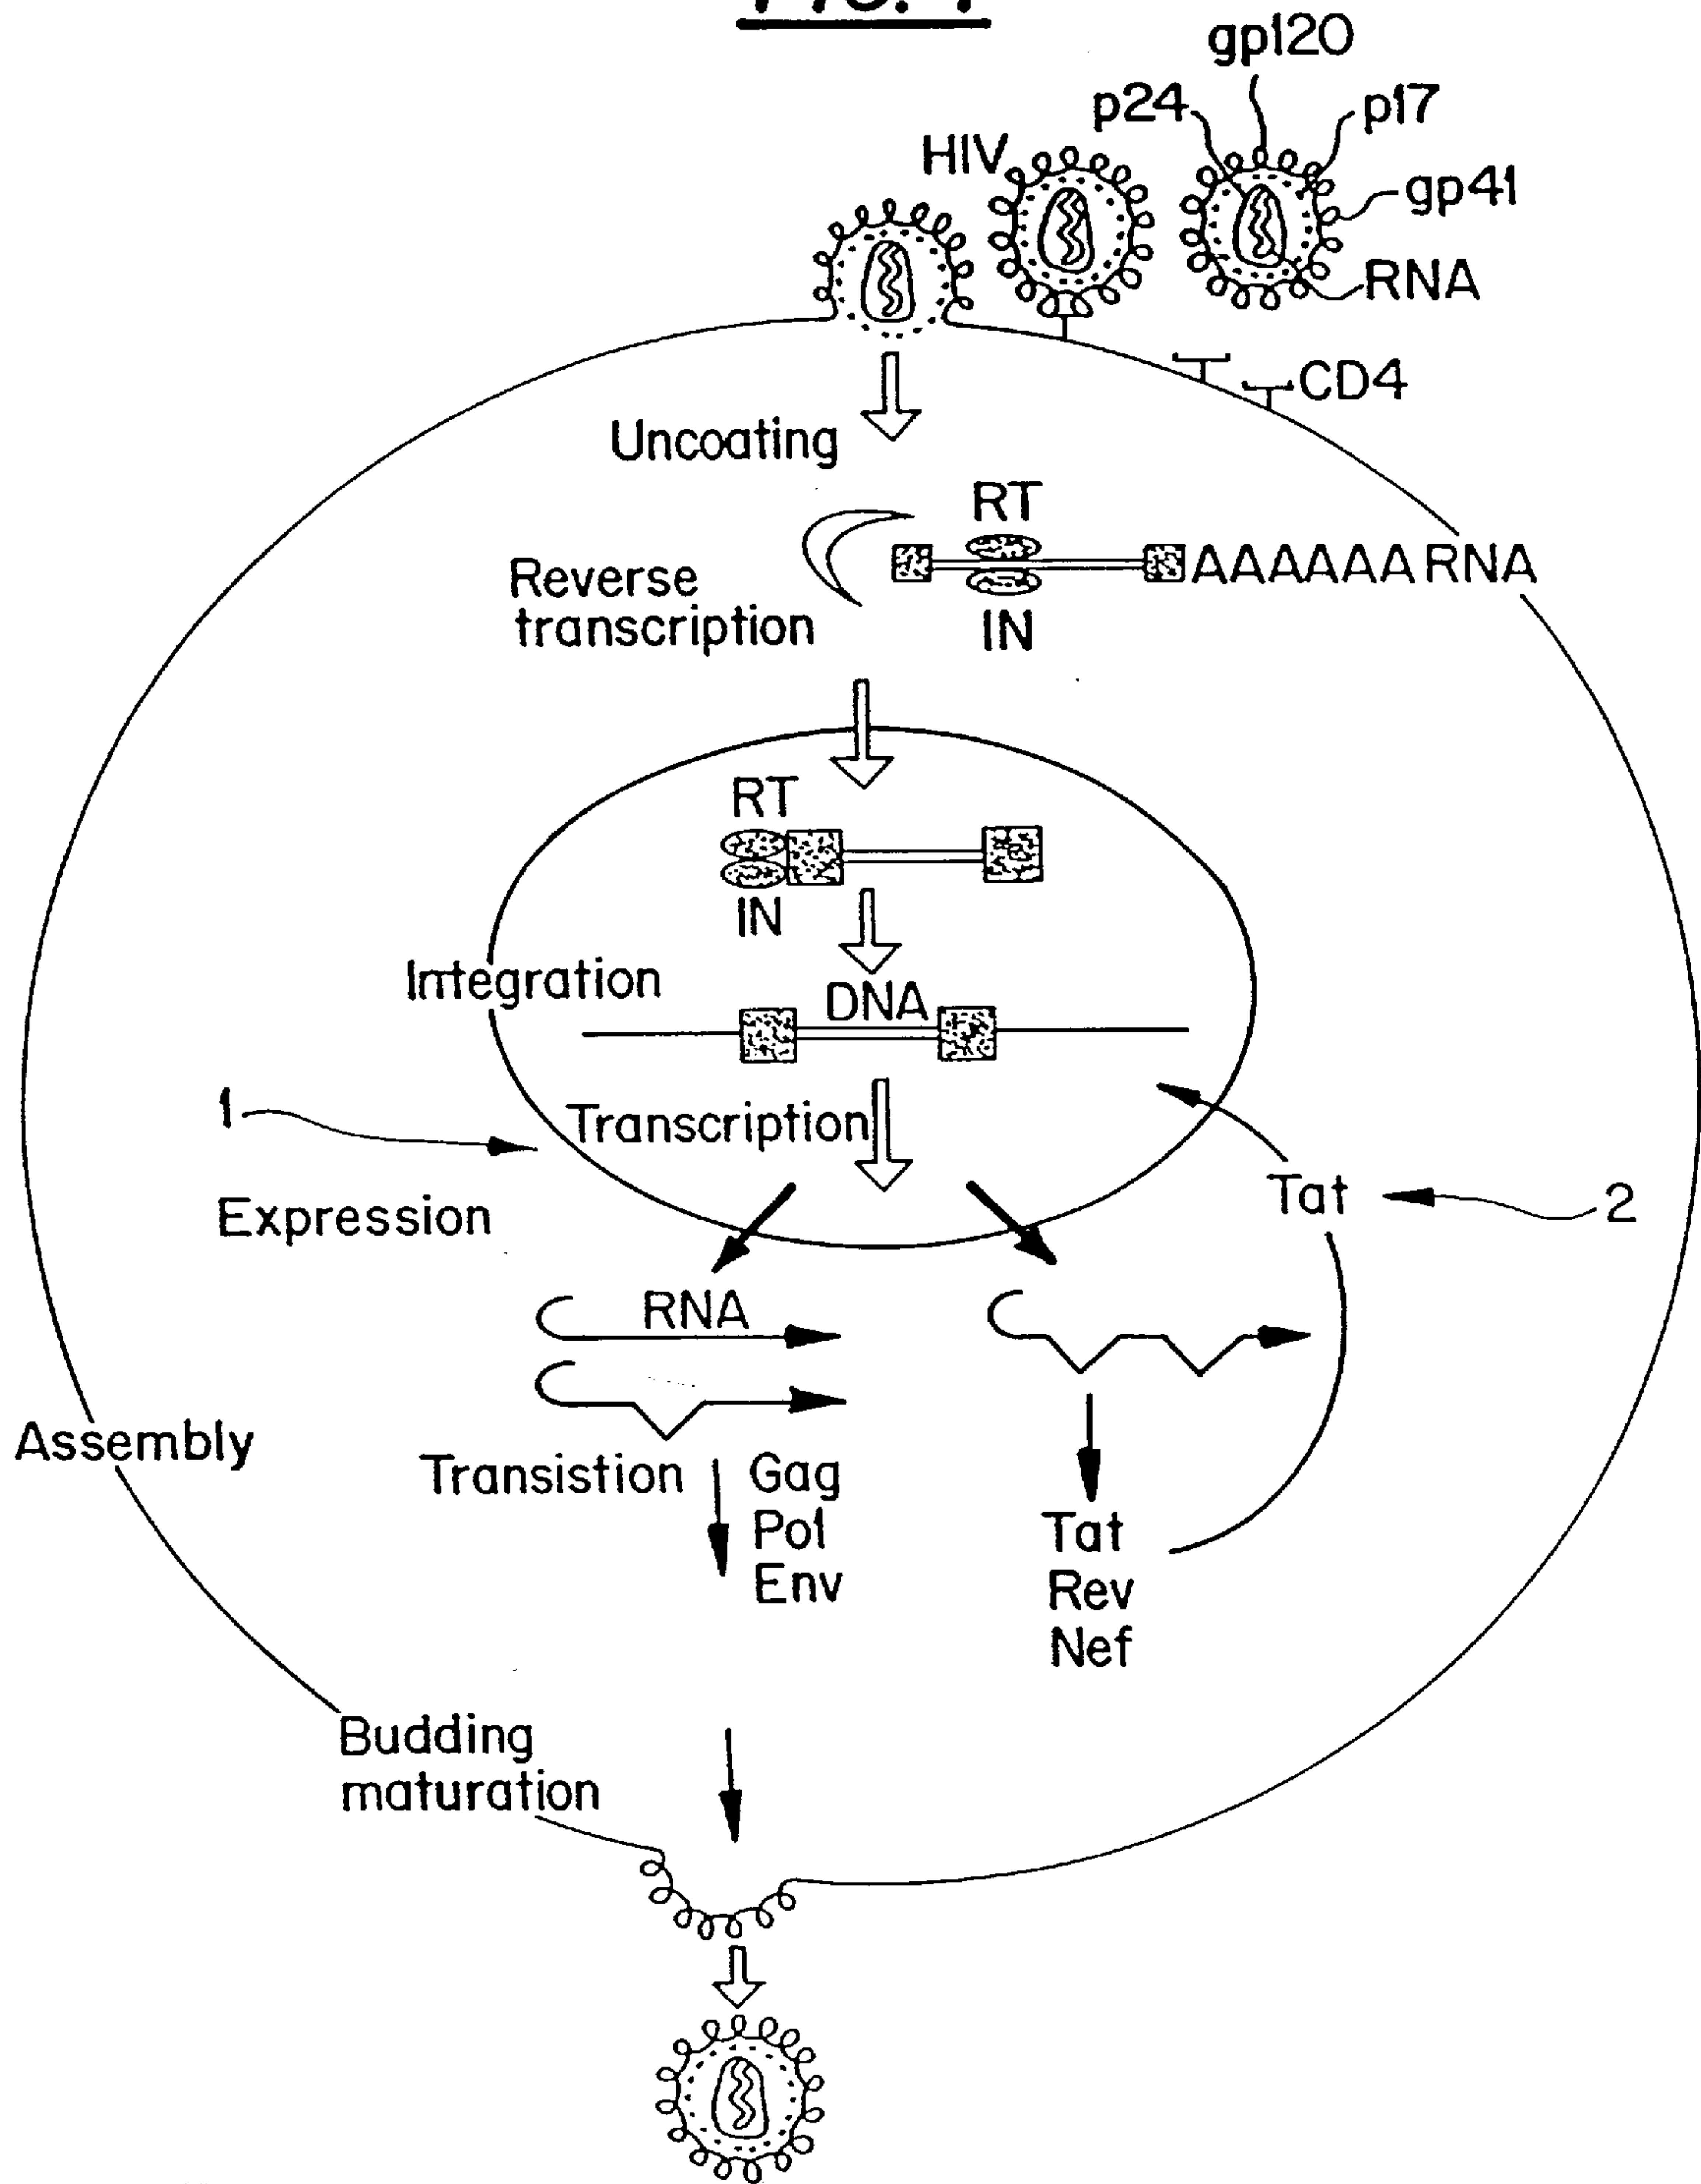 gp120
p24
p17
HIV
gp41
RNA
CD4
Uncoating
RT
AAAAAA RNA
Reverse
transcription
IN
RT
IN
Integration
DNA
1
Transcription
Tat
2
Expression
RNA
Assembly
Transistion
Gag
Pol
Env
Tat
Rev
Nef
Budding
maturation